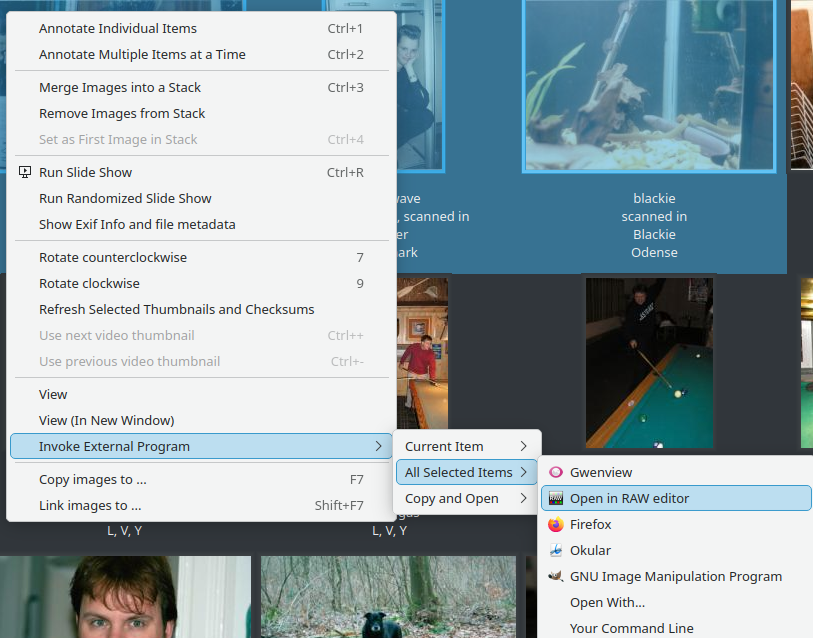 Annotate Individual Items Ctrl+1
Annotate Multiple Items at a Time Ctrl+2
Merge Images into a Stack Ctrl+3
Remove Images from Stack
Set as First Image in Stack Ctrl+4
Run Slide Show Ctrl+R
Run Randomized Slide Show
Show Exif Info and file metadata
Rotate counterclockwise 7
Rotate clockwise 9
Refresh Selected Thumbnails and Checksums
Use next video thumbnail Ctrl++
Use previous video thumbnail Ctrl+-
View
View (In New Window)
Invoke External Program
Copy images to ... F7
Link images to ... Shift+F7
Current Item
All Selected Items
Copy and Open
Gwenview
Open in RAW editor
Firefox
Okular
GNU Image Manipulation Program
Open With...
Your Command Line
, scanned in
blackie
scanned in
Blackie
Odense
L, V, Y
L, V, Y